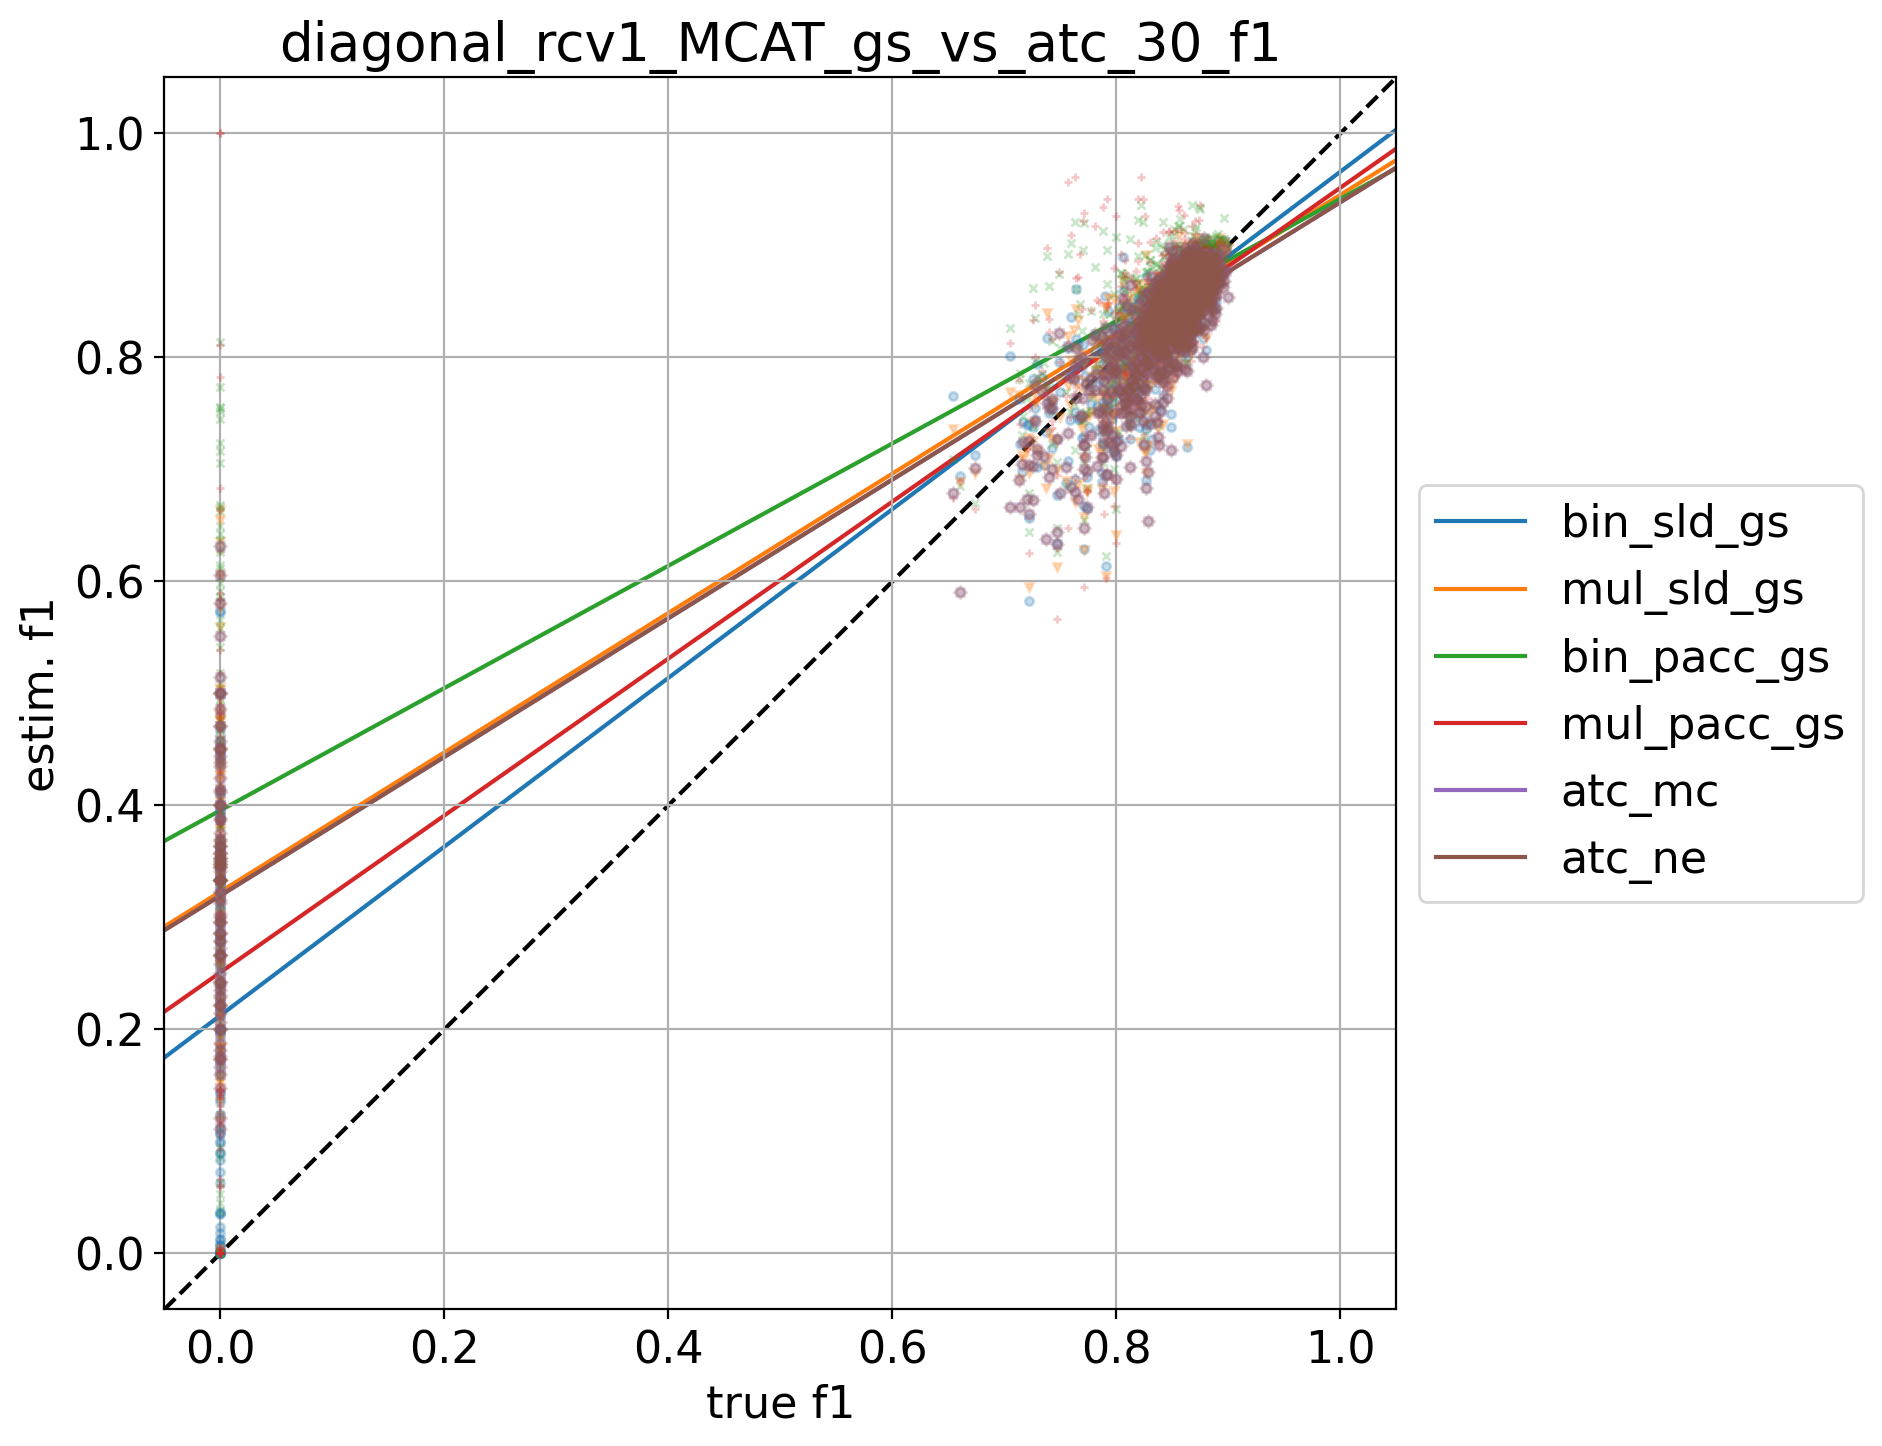 diagonal_rcv1_MCAT_gs_vs_atc_30_f1
1.0
0.8
0.6
0.4
0.2
0.0
estim. f1
0.0 0.2 0.4 0.6 0.8 1.0
true f1
bin_sld_gs
mul_sld_gs
bin_pacc_gs
mul_pacc_gs
atc_mc
atc_ne